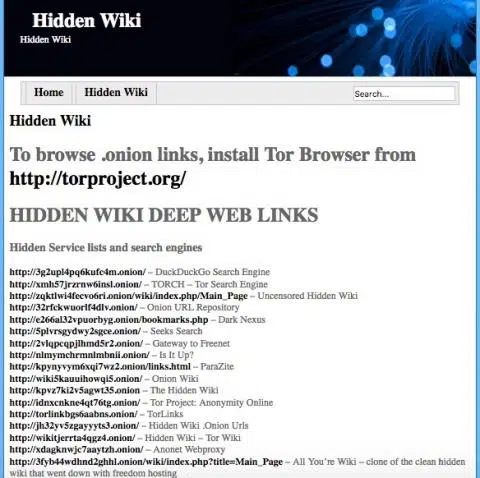 Hidden Wiki
Hidden Wiki
Home Hidden Wiki Search...
Hidden Wiki
To browse .onion links, install Tor Browser from
http://torproject.org/
HIDDEN WIKI DEEP WEB LINKS
Hidden Service lists and search engines
http://3g2upl4pq6kufc4m.onion/ – DuckDuckGo Search Engine
http://xmh57jrzrnw6insl.onion/ – TORCH – Tor Search Engine
http://zqktlwi4fecvo6ri.onion/wiki/index.php/Main_Page – Uncensored Hidden Wiki
http://32rfckwuorlf4dlv.onion/ – Onion URL Repository
http://e266al32vpuorbyg.onion/bookmarks.php – Dark Nexus
http://5plvrsgydwy2sgce.onion/ – Seeks Search
http://2vlqpcqpjlhmd5r2.onion/ – Gateway to Freenet
http://nlmymchrmnlmbnii.onion/ – Is It Up?
http://kpynyvym6xqi7wz2.onion/links.html – ParaZite
http://wiki5kauuihowqi5.onion/ – Onion Wiki
http://kpvz7ki2v5agwt35.onion – The Hidden Wiki
http://idnxcnkne4qt76tg.onion/ – Tor Project: Anonymity Online
http://torlinkbgs6aabns.onion/ – TorLinks
http://jh32yv5zgayyyts3.onion/ – Hidden Wiki .Onion Urls
http://wikitjerrta4qgz4.onion/ – Hidden Wiki – Tor Wiki
http://xdagknwjc7aaytzh.onion/ – Anonet Webproxy
http://3fyb44wdhnd2ghhl.onion/wiki/index.php?title=Main_Page – All You're Wiki – clone of the clean hidden
wiki that went down with freedom hosting